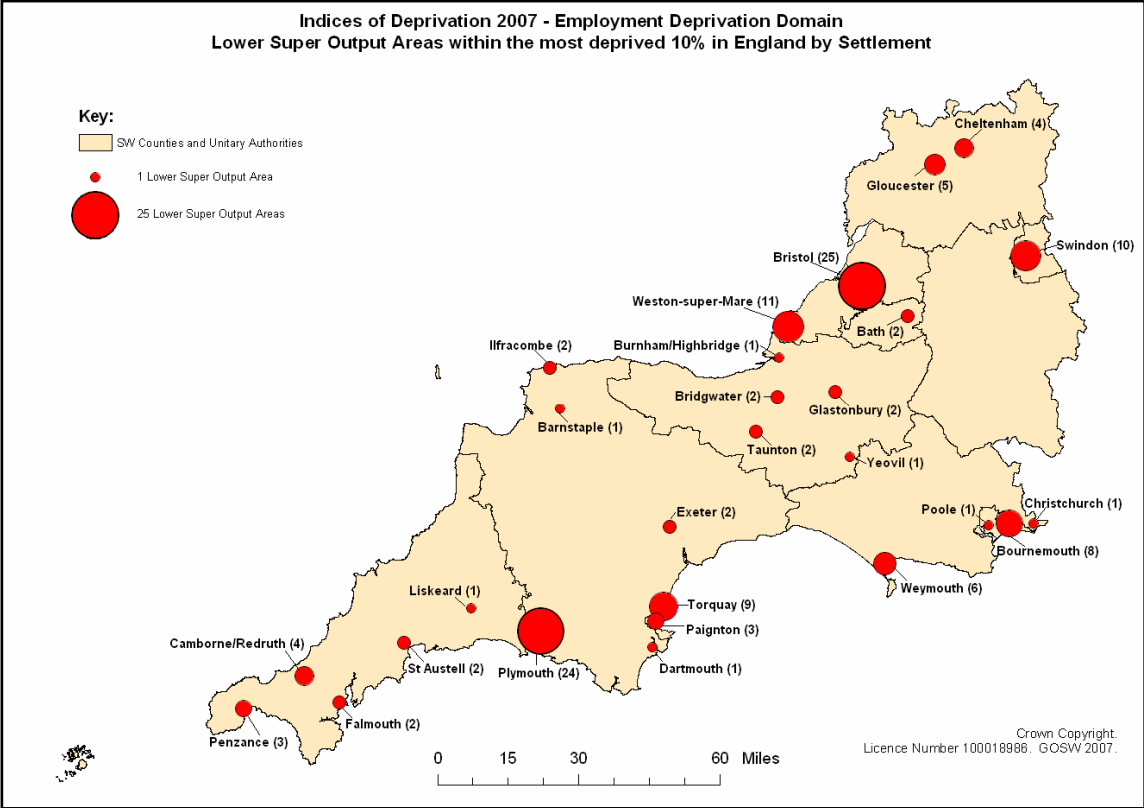 Indices of Deprivation 2007 - Employment Deprivation Domain
Lower Super Output Areas within the most deprived 10% in England by Settlement
Key:
SW Counties and Unitary Authorities
1 Lower Super Output Area
25 Lower Super Output Areas
Cheltenham (4)
Gloucester (5)
Swindon (10)
Bristol (25)
Weston-super-Mare (11)
Bath (2)
Ilfracombe (2)
Burnham/Highbridge (1)
Bridgwater (2)
Glastonbury (2)
Barnstaple (1)
Taunton (2)
Yeovil (1)
Exeter (2)
Poole (1)
Christchurch (1)
Bournemouth (8)
Weymouth (6)
Liskeard (1)
Torquay (9)
Paignton (3)
Camborne/Redruth (4)
St Austell (2)
Plymouth (24)
Dartmouth (1)
Falmouth (2)
Penzance (3)
Crown Copyright.
Licence Number 100018986. GOSW 2007.
0 15 30 60 Miles